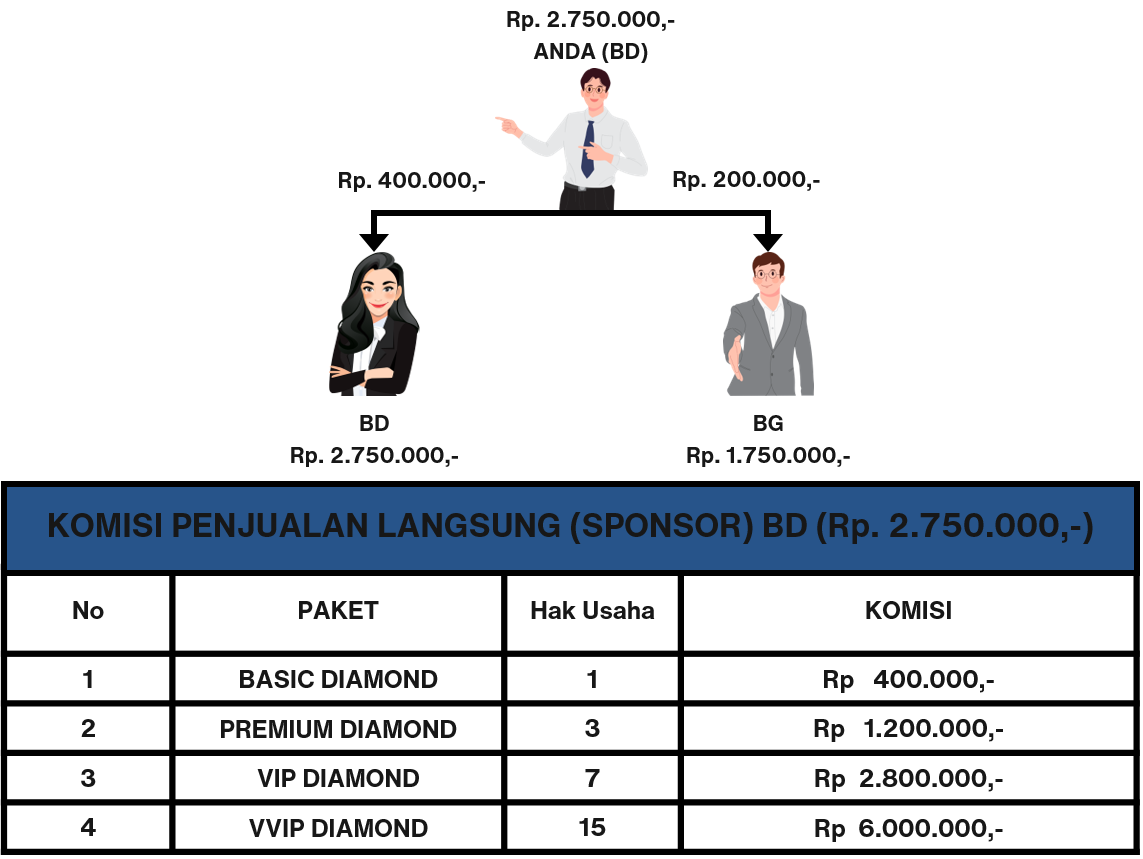 Rp. 2.750.000,-
ANDA (BD)
Rp. 400.000,- Rp. 200.000,-
BD BG
Rp. 2.750.000,- Rp. 1.750.000,-
KOMISI PENJUALAN LANGSUNG (SPONSOR) BD (Rp. 2.750.000,-)
No PAKET Hak Usaha KOMISI
1 BASIC DIAMOND 1 Rp 400.000,-
2 PREMIUM DIAMOND 3 Rp 1.200.000,-
3 VIP DIAMOND 7 Rp 2.800.000,-
4 VVIP DIAMOND 15 Rp 6.000.000,-